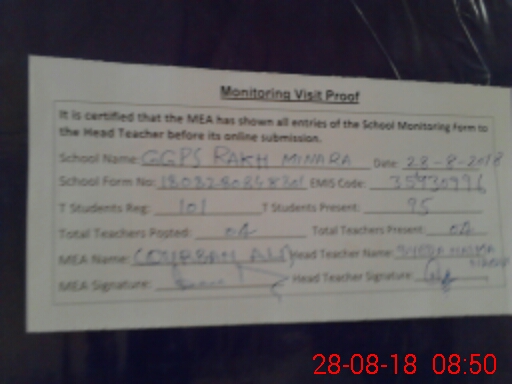 Monitoring Visit Proof
It is certified that the MEA has shown all entries of the School Monitoring Form to
the Head Teacher before its online submission.
School Name: GGPS RAKH MINARA Date: 28-8-2018
School Form No: EMIS Code:
T Students Reg: 101 T Students Present: 95
Total Teachers Posted: 04 Total Teachers Present: 04
MEA Name: Head Teacher Name:
MEA Signature: Head Teacher Signature:
28-08-18 08:50